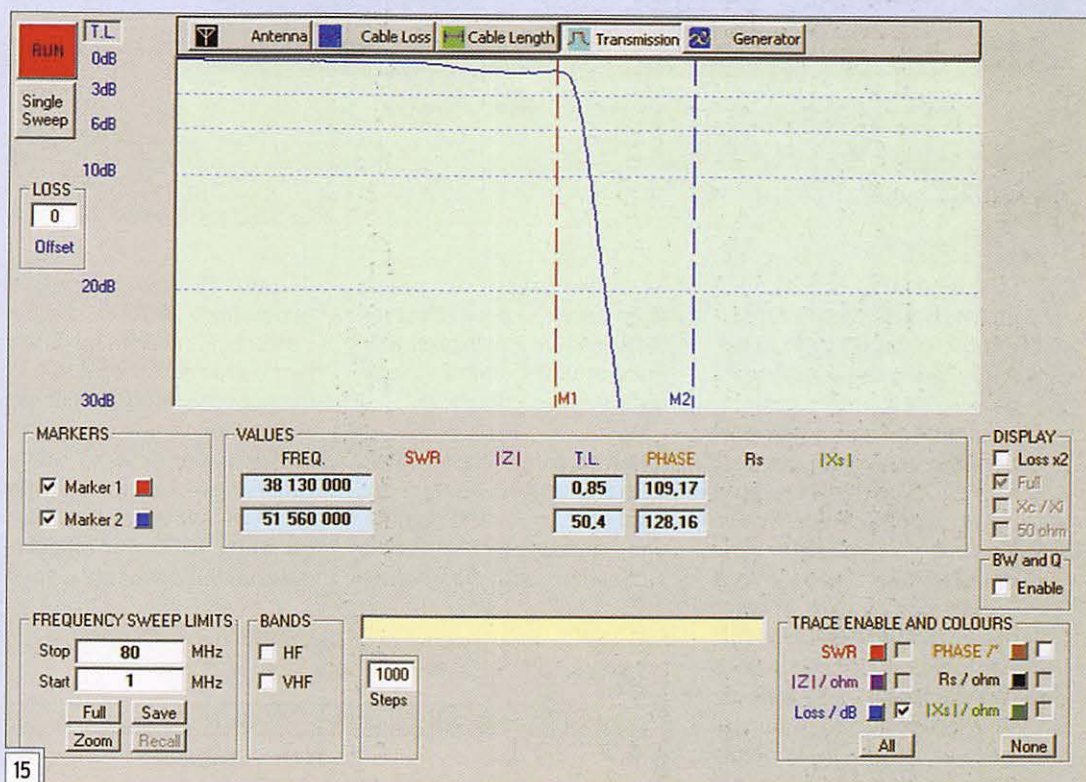 RUN
T.L.
Antenna Cable Loss Cable Length Transmission Generator
0dB
3dB
Single
Sweep
6dB
10dB
LOSS
0
Offset
20dB
30dB
M1 M2
MARKERS
Marker 1
Marker 2
VALUES
FREQ. SWR |Z| T.L. PHASE Rs |Xs|
38 130 000 0,85 109,17
51 560 000 50,4 128,16
DISPLAY
Loss x2
Full
Xc / Xl
50 ohm
BW and Q
Enable
FREQUENCY SWEEP LIMITS
Stop 80 MHz
Start 1 MHz
Full Save
Zoom Recall
BANDS
HF
VHF
1000
Steps
TRACE ENABLE AND COLOURS
SWR PHASE /°
|Z| / ohm Rs / ohm
Loss / dB |Xs| / ohm
All None
15